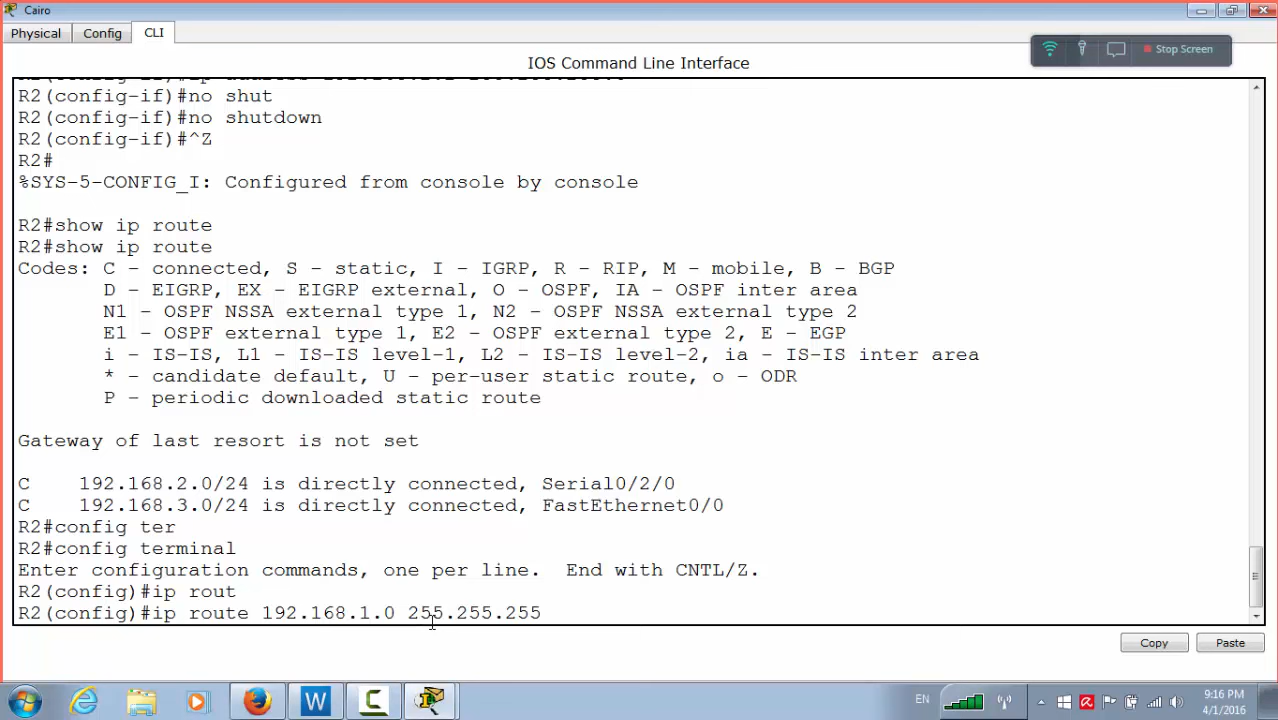 Cairo
Physical Config CLI
Stop Screen
IOS Command Line Interface
R2(config-if)#no shut
R2(config-if)#no shutdown
R2(config-if)#^Z
R2#
%SYS-5-CONFIG_I: Configured from console by console
R2#show ip route
R2#show ip route
Codes: C - connected, S - static, I - IGRP, R - RIP, M - mobile, B - BGP
D - EIGRP, EX - EIGRP external, O - OSPF, IA - OSPF inter area
N1 - OSPF NSSA external type 1, N2 - OSPF NSSA external type 2
E1 - OSPF external type 1, E2 - OSPF external type 2, E - EGP
i - IS-IS, L1 - IS-IS level-1, L2 - IS-IS level-2, ia - IS-IS inter area
* - candidate default, U - per-user static route, o - ODR
P - periodic downloaded static route
Gateway of last resort is not set
C 192.168.2.0/24 is directly connected, Serial0/2/0
C 192.168.3.0/24 is directly connected, FastEthernet0/0
R2#config ter
R2#config terminal
Enter configuration commands, one per line. End with CNTL/Z.
R2(config)#ip rout
R2(config)#ip route 192.168.1.0 255.255.255
Copy Paste
EN
9:16 PM
4/1/2016